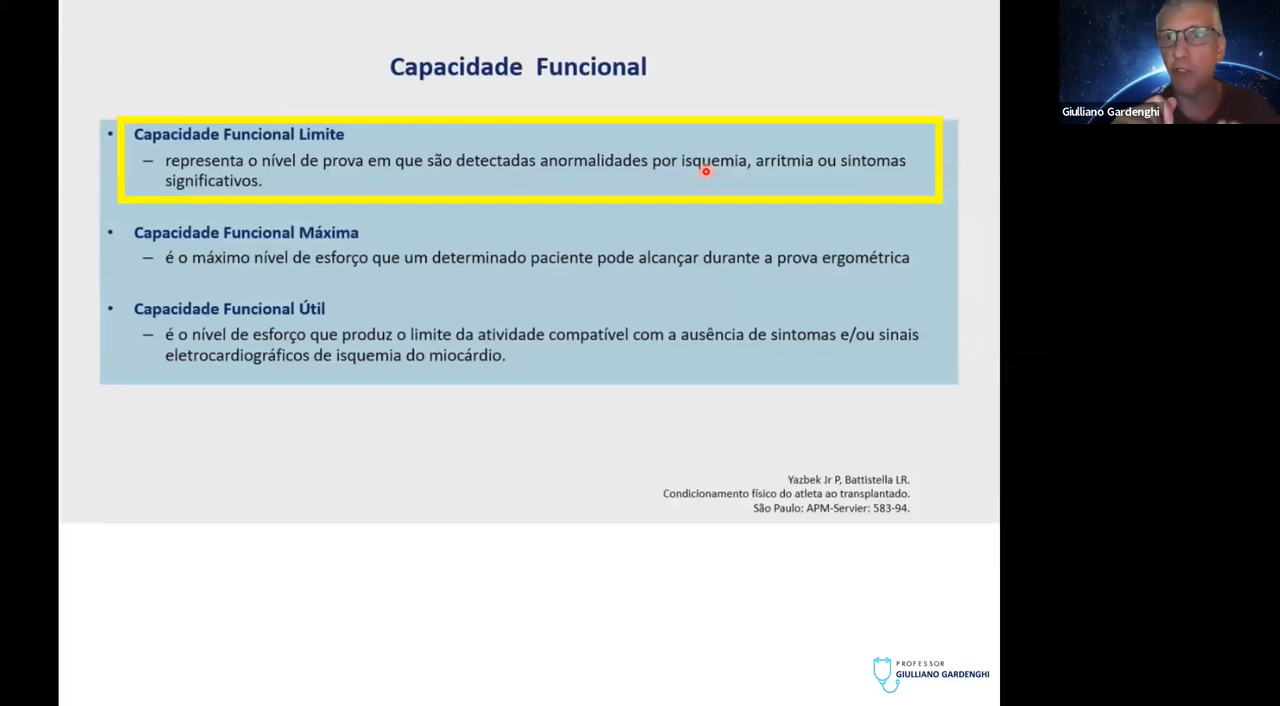 Capacidade Funcional
• Capacidade Funcional Limite
– representa o nível de prova em que são detectadas anormalidades por isquemia, arritmia ou sintomas
significativos.
• Capacidade Funcional Máxima
– é o máximo nível de esforço que um determinado paciente pode alcançar durante a prova ergométrica
• Capacidade Funcional Útil
– é o nível de esforço que produz o limite da atividade compatível com a ausência de sintomas e/ou sinais
eletrocardiográficos de isquemia do miocárdio.
Yazbek Jr P, Battistella LR.
Condicionamento físico do atleta ao transplantado.
São Paulo: APM-Servier: 583-94.
PROFESSOR
GIULLIANO GARDENGHI
Giulliano Gardenghi